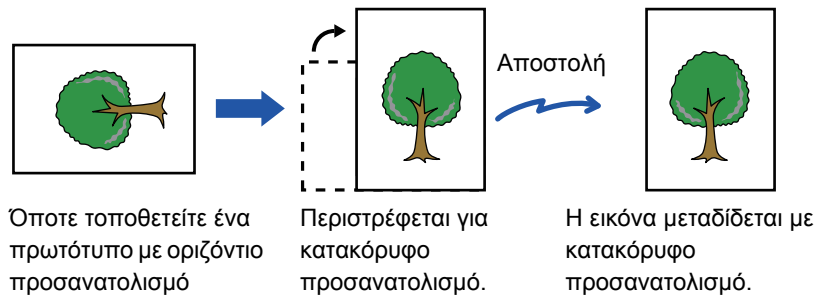 Αποστολή
Όποτε τοποθετείτε ένα
πρωτότυπο με οριζόντιο
προσανατολισμό
Περιστρέφεται για
κατακόρυφο
προσανατολισμό.
Η εικόνα μεταδίδεται με
κατακόρυφο
προσανατολισμό.